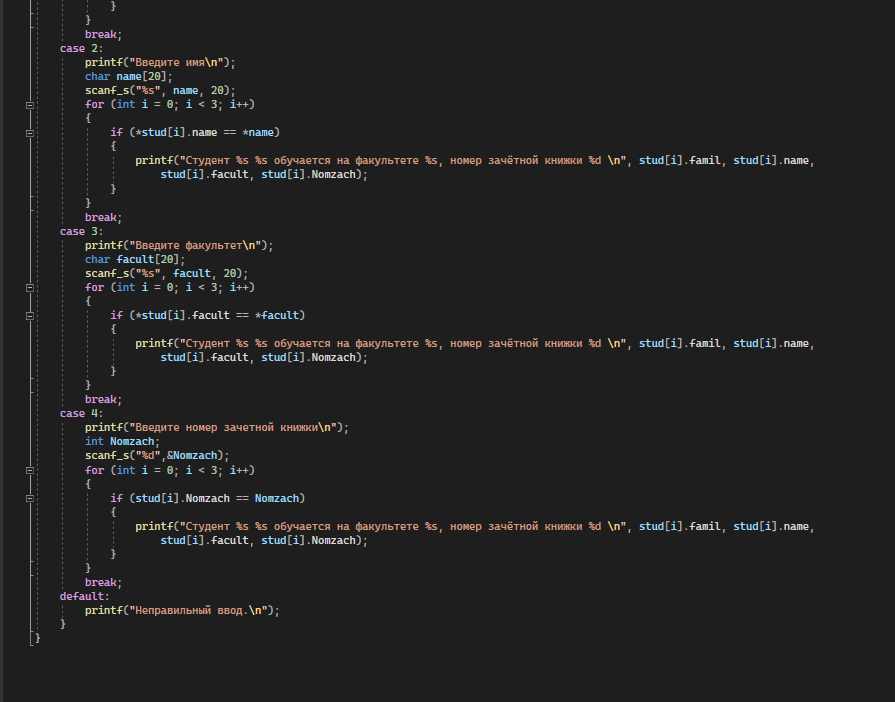 }
}
break;
case 2:
printf("Введите имя\n");
char name[20];
scanf_s("%s", name, 20);
for (int i = 0; i < 3; i++)
{
if (*stud[i].name == *name)
{
printf("Студент %s %s обучается на факультете %s, номер зачётной книжки %d \n", stud[i].famil, stud[i].name,
stud[i].facult, stud[i].Nomzach);
}
}
break;
case 3:
printf("Введите факультет\n");
char facult[20];
scanf_s("%s", facult, 20);
for (int i = 0; i < 3; i++)
{
if (*stud[i].facult == *facult)
{
printf("Студент %s %s обучается на факультете %s, номер зачётной книжки %d \n", stud[i].famil, stud[i].name,
stud[i].facult, stud[i].Nomzach);
}
}
break;
case 4:
printf("Введите номер зачетной книжки\n");
int Nomzach;
scanf_s("%d",&Nomzach);
for (int i = 0; i < 3; i++)
{
if (stud[i].Nomzach == Nomzach)
{
printf("Студент %s %s обучается на факультете %s, номер зачётной книжки %d \n", stud[i].famil, stud[i].name,
stud[i].facult, stud[i].Nomzach);
}
}
break;
default:
printf("Неправильный ввод.\n");
}
}